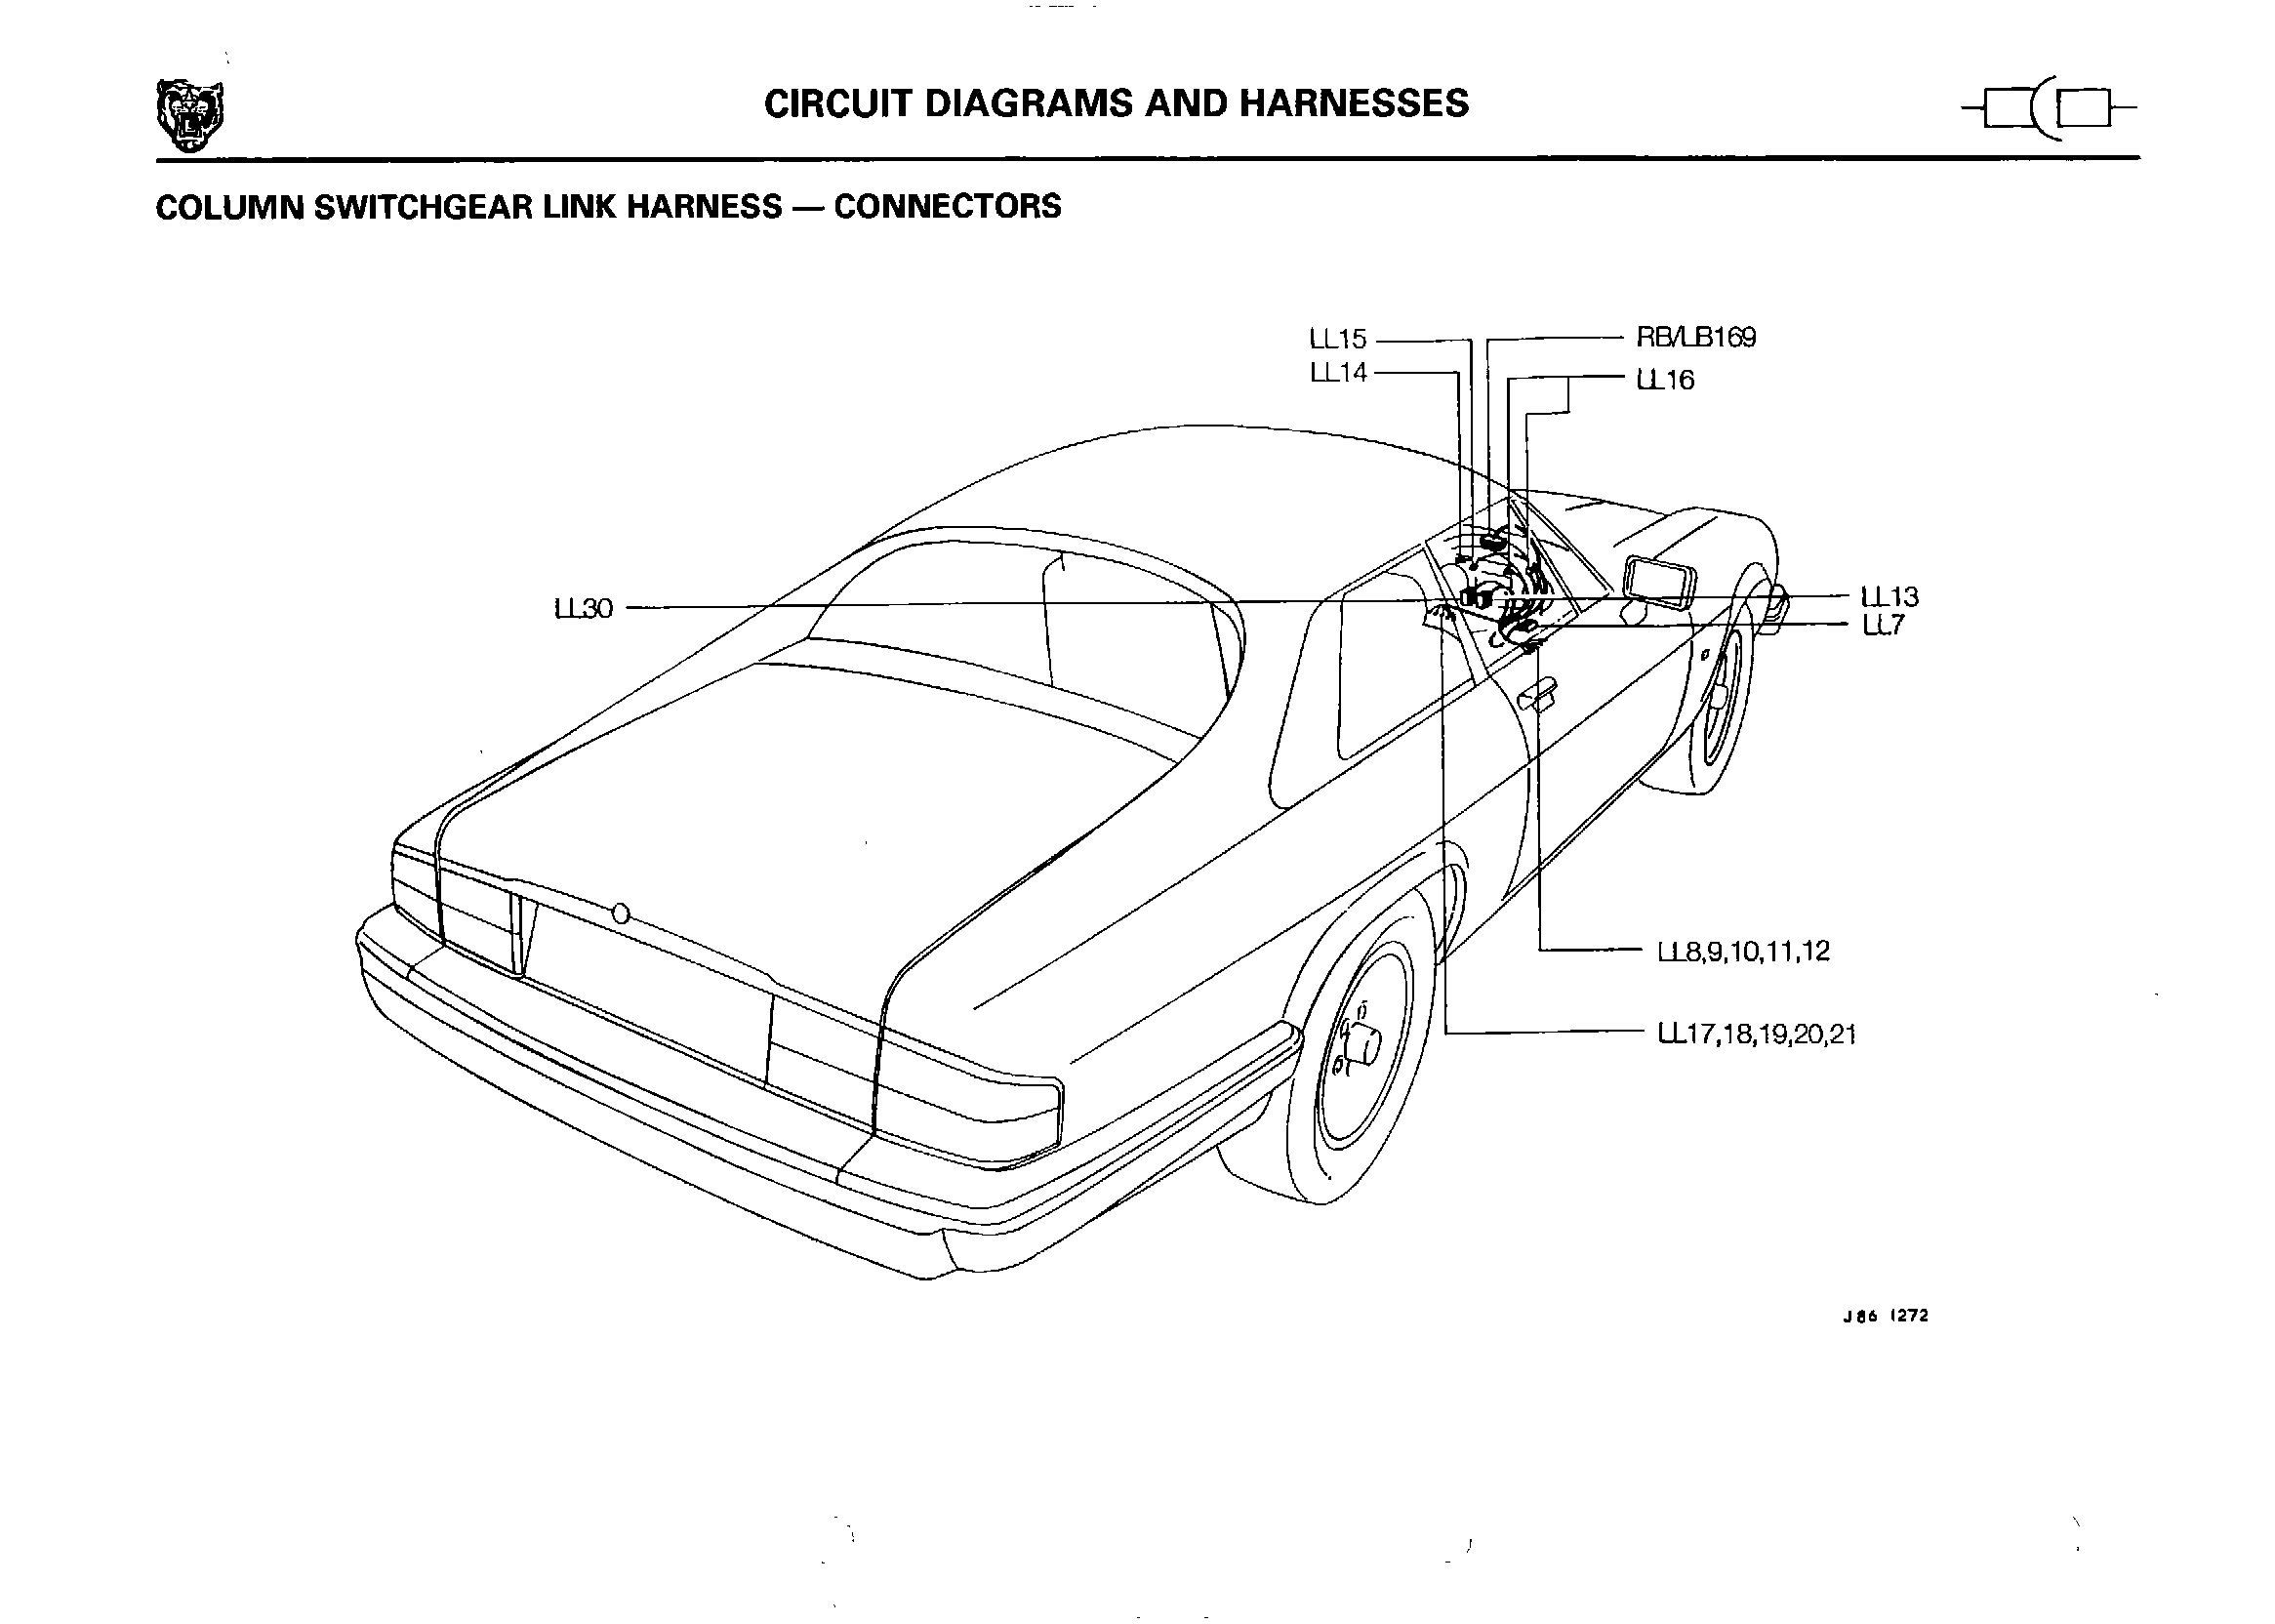 CIRCUIT DIAGRAMS AND HARNESSES
COLUMN SWITCHGEAR LINK HARNESS — CONNECTORS
LL15
RB/LB169
LL14
LL16
LL30
LL13
LL7
LL8,9,10,11,12
LL17,18,19,20,21
J86 1272